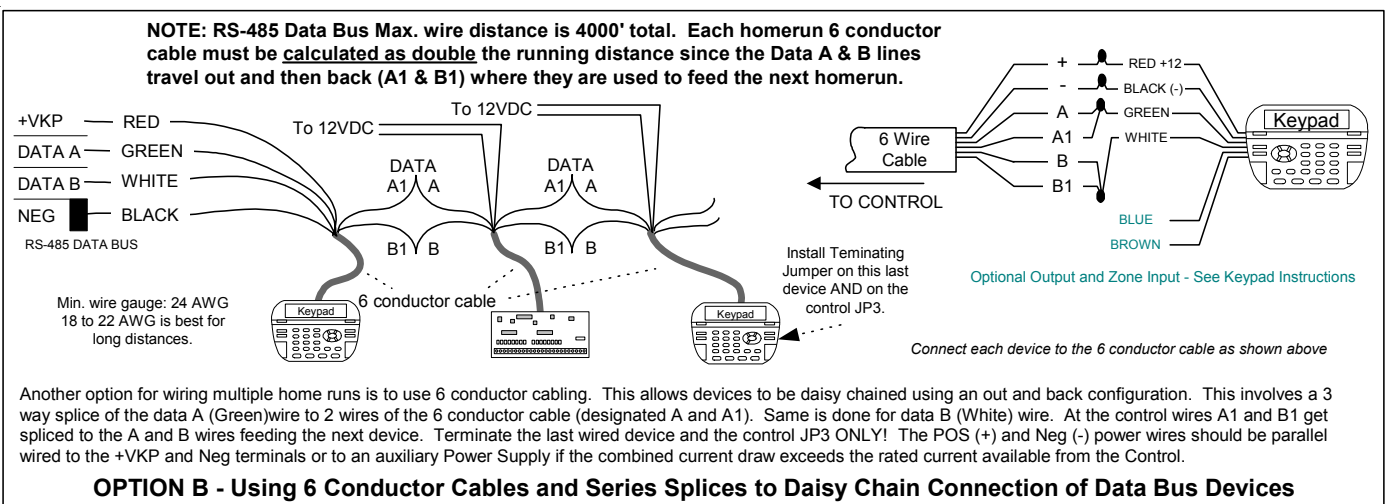 NOTE: RS-485 Data Bus Max. wire distance is 4000' total. Each homerun 6 conductor
cable must be calculated as double the running distance since the Data A & B lines
travel out and then back (A1 & B1) where they are used to feed the next homerun.
+VKP
RED
DATA A
GREEN
DATA B
WHITE
NEG
BLACK
RS-485 DATA BUS
To 12VDC
To 12VDC
DATA
A1 A
B1 B
DATA
A1 A
B1 B
6 conductor cable
Min. wire gauge: 24 AWG
18 to 22 AWG is best for
long distances.
Keypad
Keypad
Install Teminating
Jumper on this last
device AND on the
control JP3.
6 Wire
Cable
TO CONTROL
+
RED +12
-
BLACK (-)
A
GREEN
A1
WHITE
B
B1
Keypad
BLUE
BROWN
Optional Output and Zone Input - See Keypad Instructions
Connect each device to the 6 conductor cable as shown above
Another option for wiring multiple home runs is to use 6 conductor cabling. This allows devices to be daisy chained using an out and back configuration. This involves a 3
way splice of the data A (Green)wire to 2 wires of the 6 conductor cable (designated A and A1). Same is done for data B (White) wire. At the control wires A1 and B1 get
spliced to the A and B wires feeding the next device. Terminate the last wired device and the control JP3 ONLY! The POS (+) and Neg (-) power wires should be parallel
wired to the +VKP and Neg terminals or to an auxiliary Power Supply if the combined current draw exceeds the rated current available from the Control.
OPTION B - Using 6 Conductor Cables and Series Splices to Daisy Chain Connection of Data Bus Devices